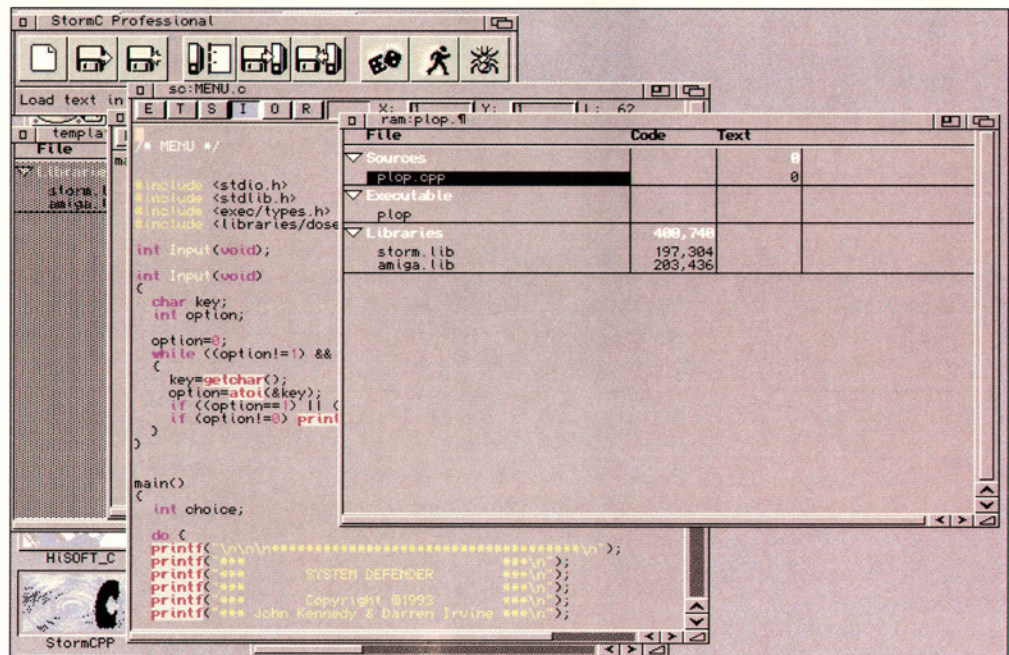 StormC Professional
Load text in
sc:MENU.c
E T S I O R X: Y: L: 62
templa
File
Libraries
storm.l
amiga.l
ma
/* MENU */
#include <stdio.h>
#include <stdlib.h>
#include <exec/types.h>
#include <libraries/dose
int Input(void);
int Input(void)
{
char key;
int option;
option=0;
while ((option!=1) &&
{
key=getchar();
option=atoi(&key);
if ((option==1) || (
if (option!=0) print
}
}
main()
{
int choice;
do {
printf("\n\n\n************************************\n");
printf("*** ***\n");
printf("*** SYSTEM DEFENDER ***\n");
printf("*** ***\n");
printf("*** Copyright ©1993 ***\n");
printf("*** John Kennedy & Darren Irvine ***\n");
ram:plop.¶
File Code Text
Sources 0
plop.cpp 0
Executable
plop
Libraries 400,740
storm.lib 197,304
amiga.lib 203,436
HiSOFT_C
StormCPP